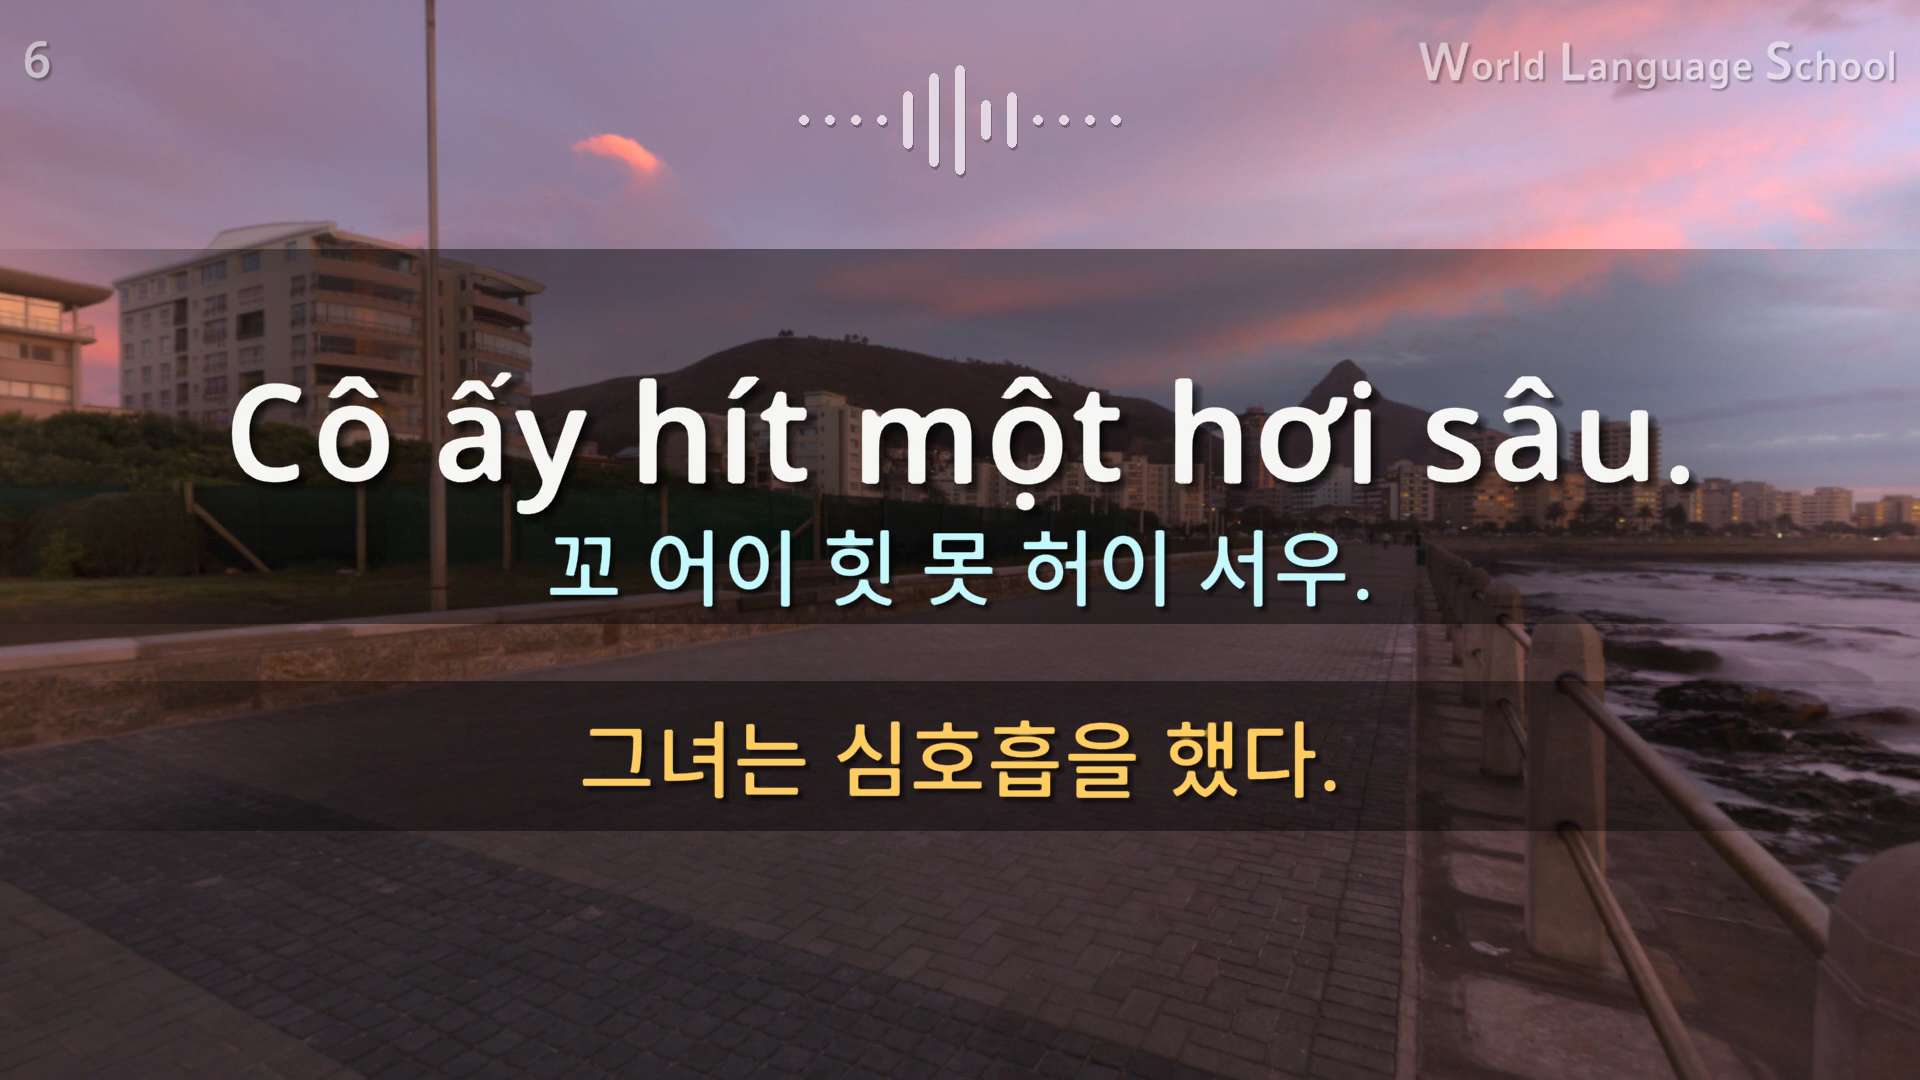 6
World Language School
Cô ấy hít một hơi sâu.
꼬 어이 힛 못 허이 서우.
그녀는 심호흡을 했다.